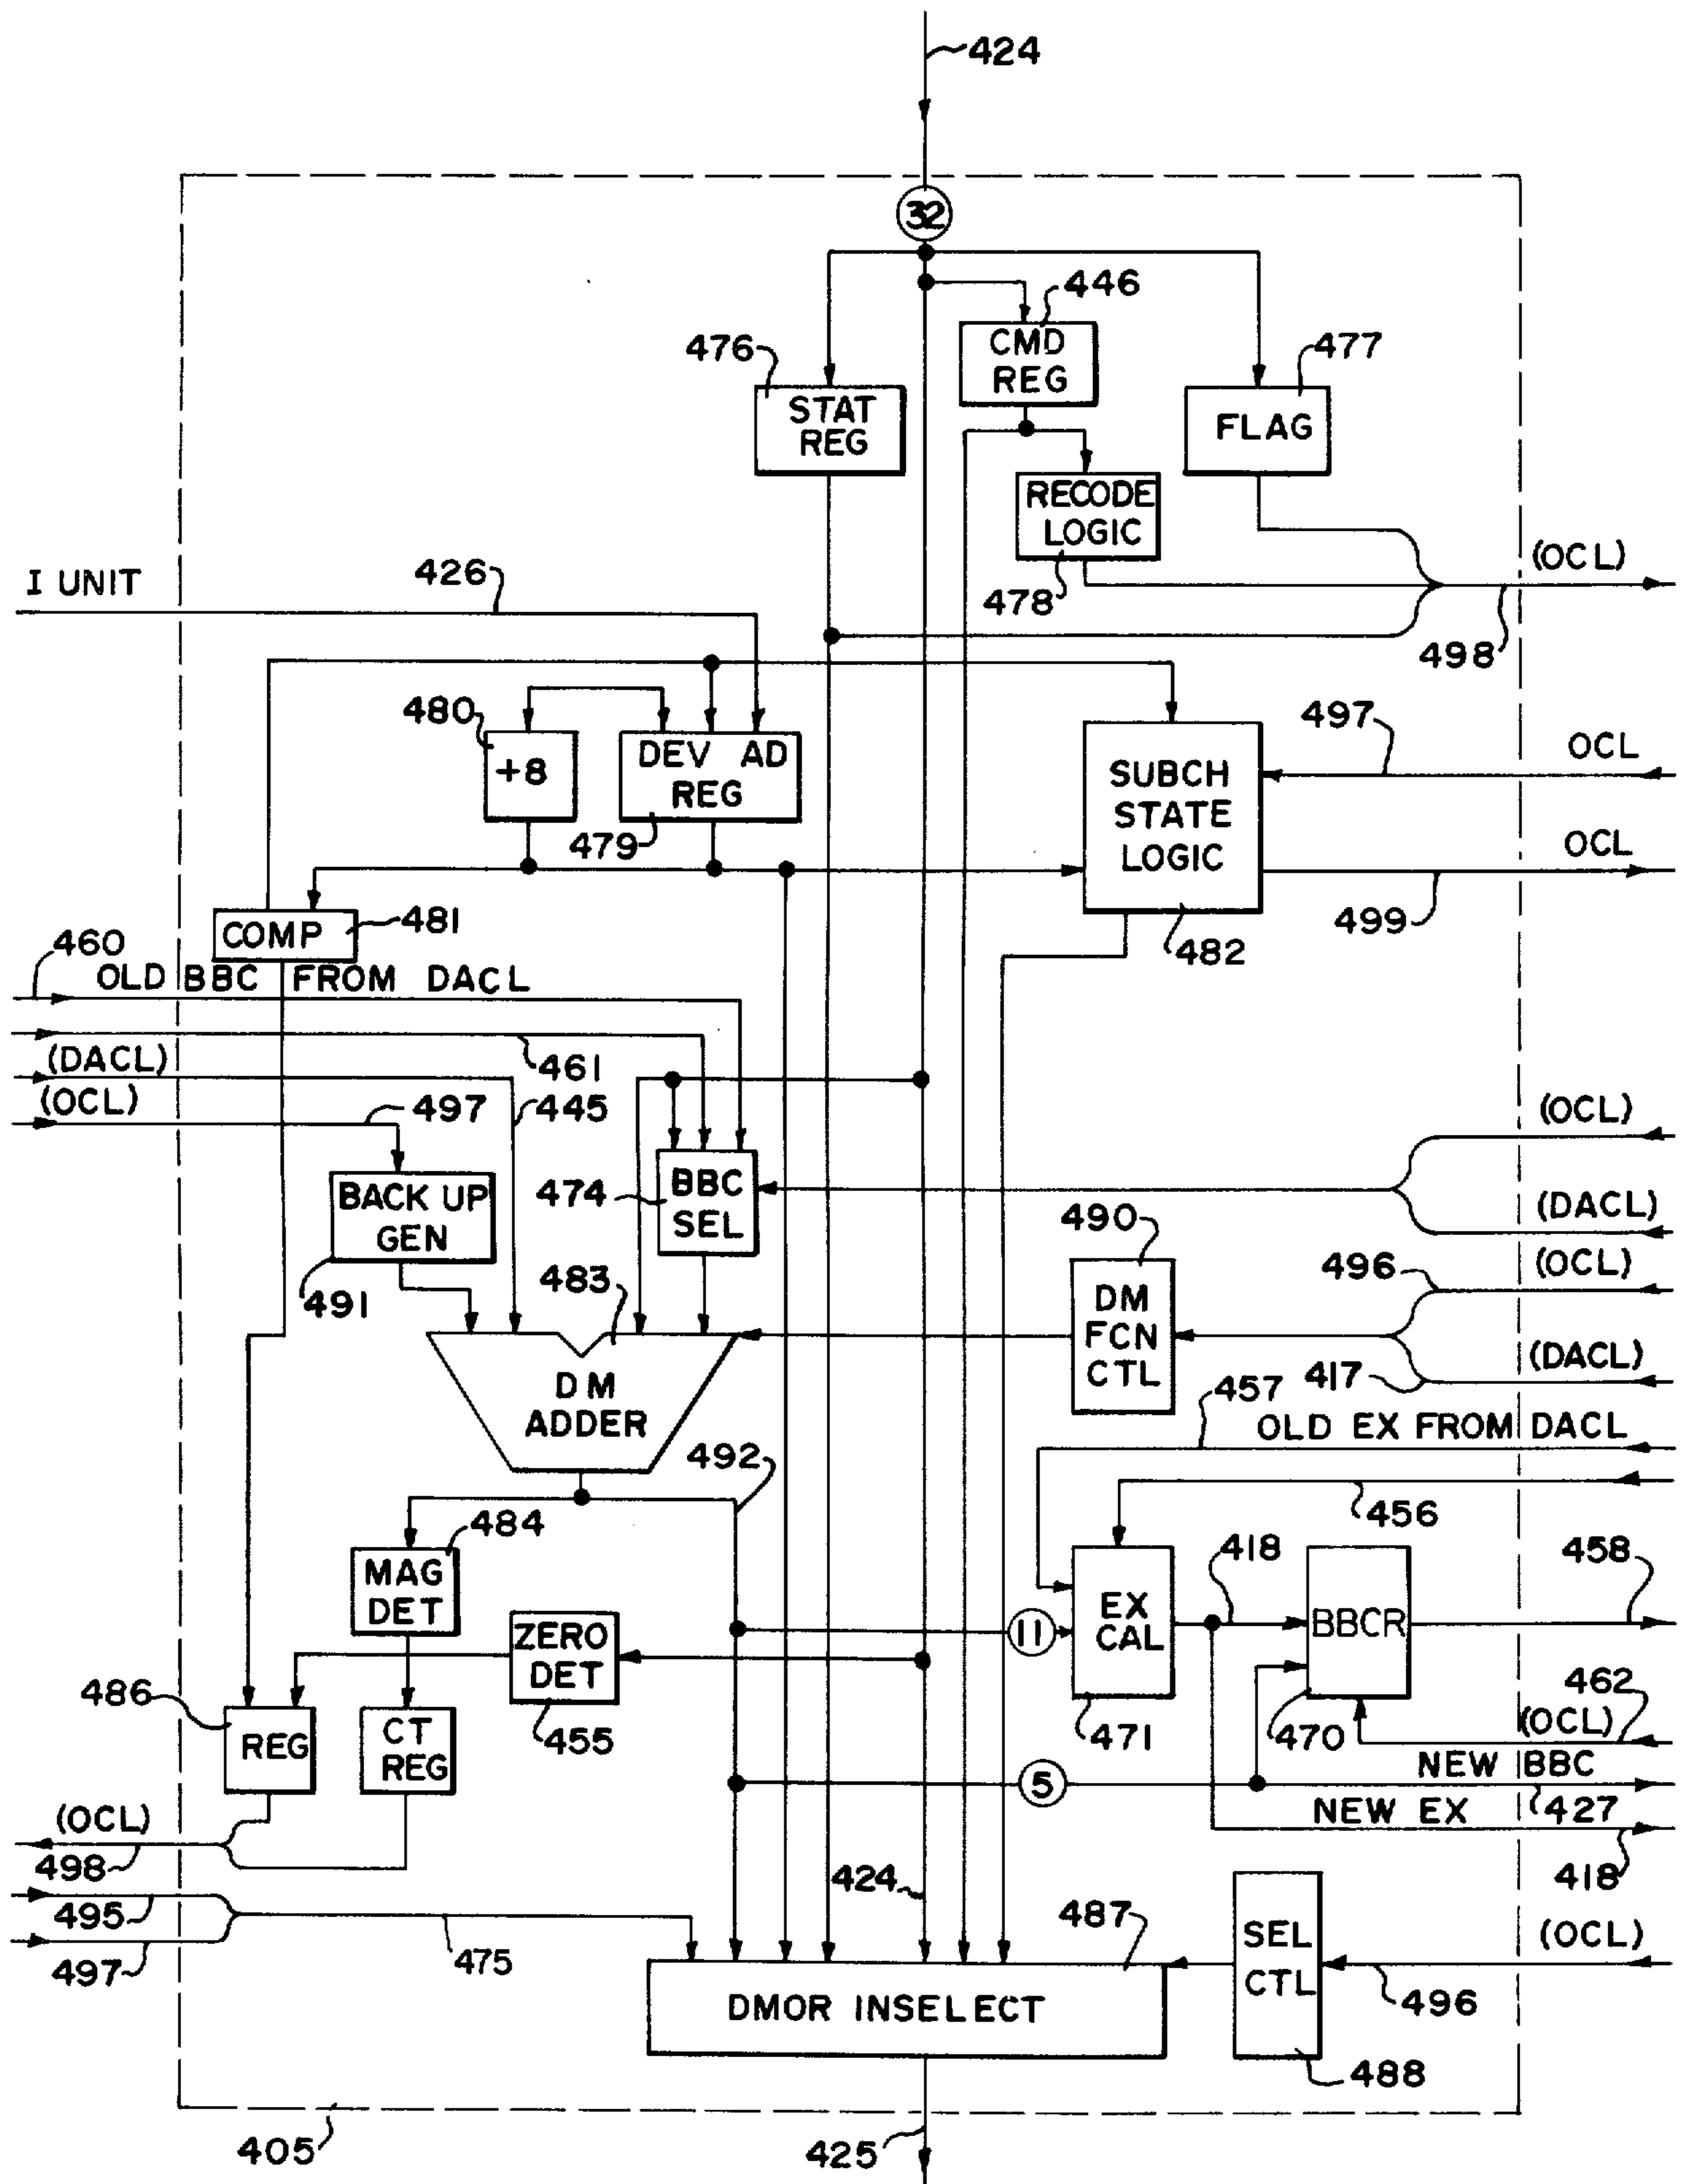 424
32
446
CMD
REG
476
477
STAT
REG
FLAG
RECODE
LOGIC
478
(OCL)
498
I UNIT
426
480
+8
DEV AD
REG
479
497
OCL
SUBCH
STATE
LOGIC
482
OCL
499
COMP
481
460
OLD BBC FROM DACL
461
(DACL)
445
(OCL)
497
BACK UP
GEN
491
474
BBC
SEL
(OCL)
(DACL)
483
490
DM
FCN
CTL
496
(OCL)
417
(DACL)
DM
ADDER
457
OLD EX FROM DACL
492
456
484
MAG
DET
418
458
11
EX
CAL
BBCR
ZERO
DET
455
471
470
462
(OCL)
486
REG
CT
REG
5
NEW BBC
427
NEW EX
418
(OCL)
498
495
497
475
424
487
DMOR INSELECT
SEL
CTL
(OCL)
496
488
405
425